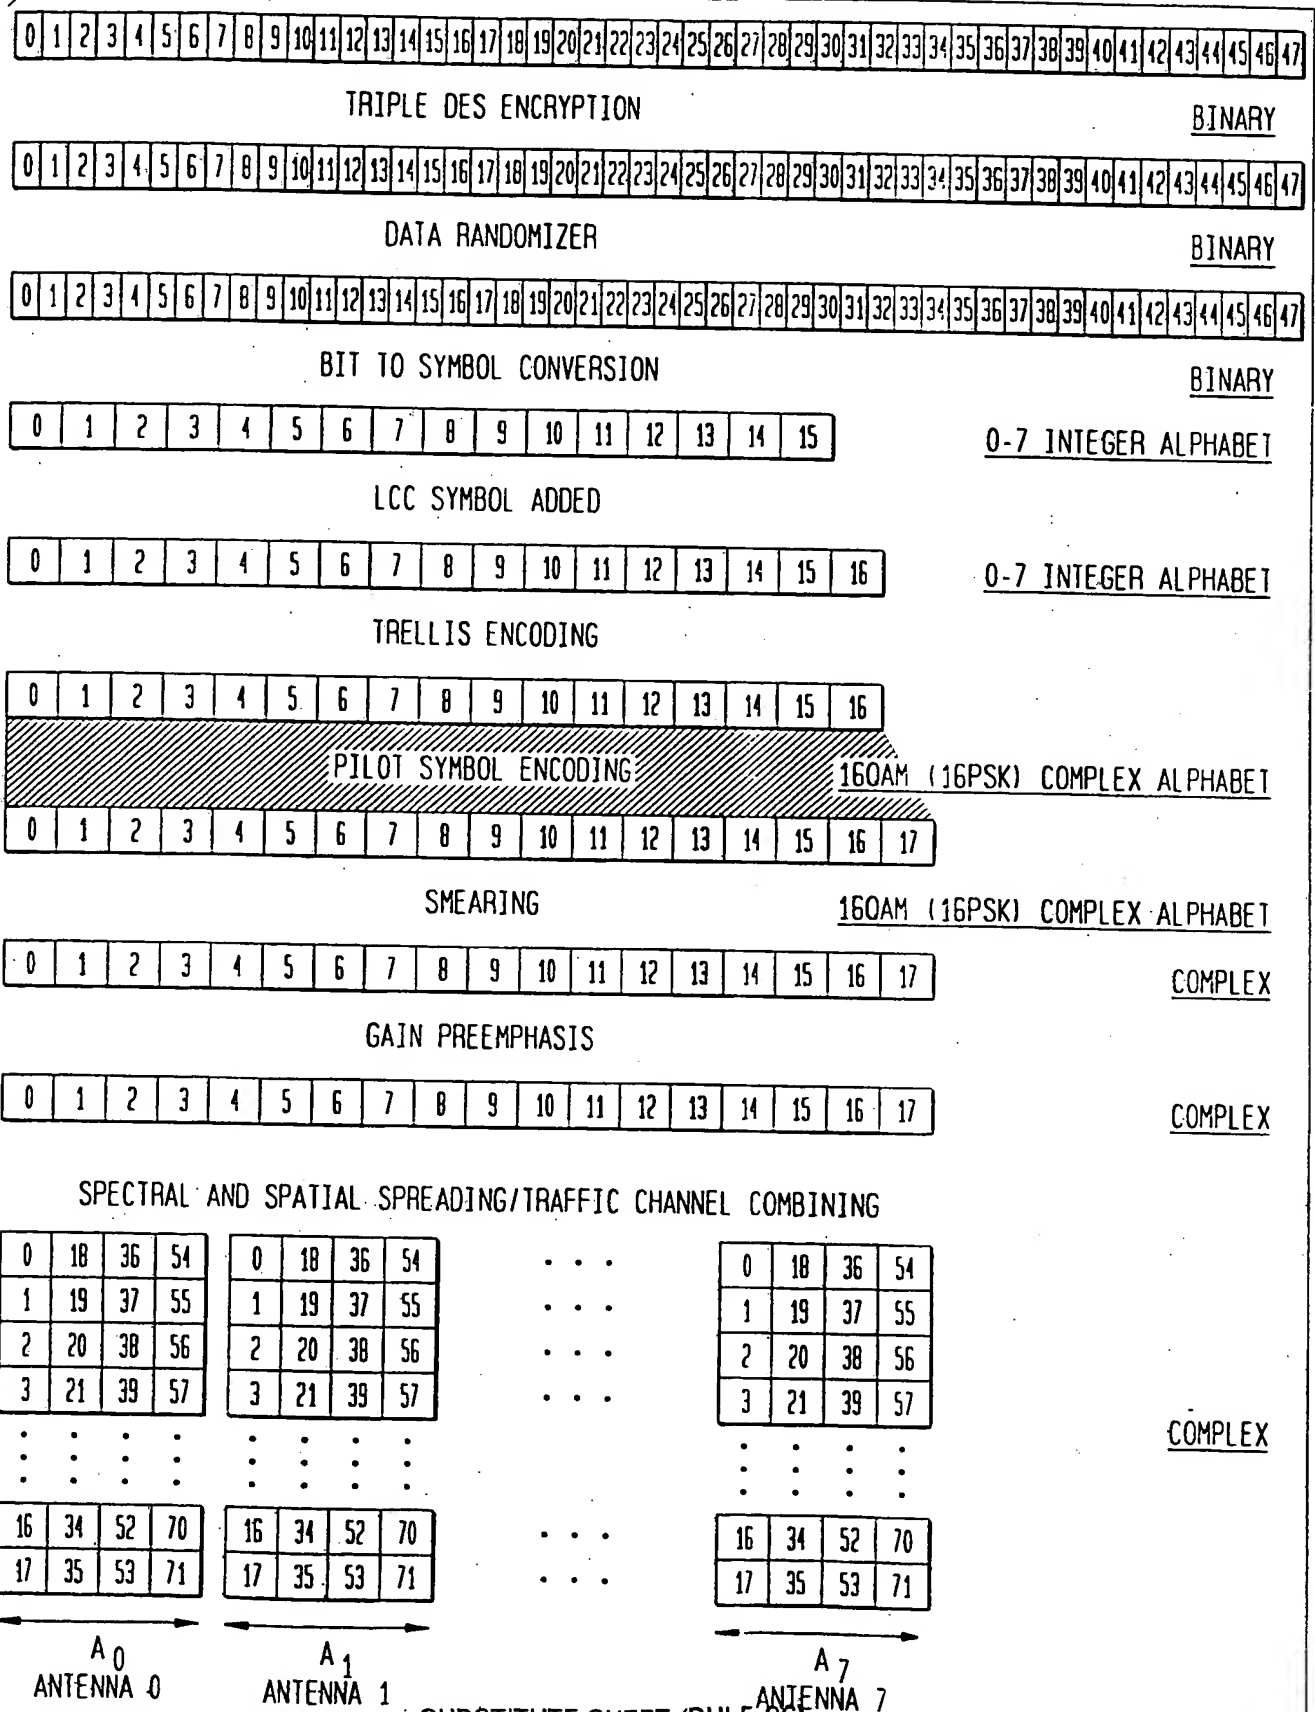 0 1 2 3 4 5 6 7 8 9 10 11 12 13 14 15 16 17 18 19 20 21 22 23 24 25 26 27 28 29 30 31 32 33 34 35 36 37 38 39 40 41 42 43 44 45 46 47
TRIPLE DES ENCRYPTION
BINARY
0 1 2 3 4 5 6 7 8 9 10 11 12 13 14 15 16 17 18 19 20 21 22 23 24 25 26 27 28 29 30 31 32 33 34 35 36 37 38 39 40 41 42 43 44 45 46 47
DATA RANDOMIZER
BINARY
0 1 2 3 4 5 6 7 8 9 10 11 12 13 14 15 16 17 18 19 20 21 22 23 24 25 26 27 28 29 30 31 32 33 34 35 36 37 38 39 40 41 42 43 44 45 46 47
BIT TO SYMBOL CONVERSION
BINARY
0 1 2 3 4 5 6 7 8 9 10 11 12 13 14 15
0-7 INTEGER ALPHABET
LCC SYMBOL ADDED
0 1 2 3 4 5 6 7 8 9 10 11 12 13 14 15 16
0-7 INTEGER ALPHABET
TRELLIS ENCODING
0 1 2 3 4 5 6 7 8 9 10 11 12 13 14 15 16
PILOT SYMBOL ENCODING
16QAM (16PSK) COMPLEX ALPHABET
0 1 2 3 4 5 6 7 8 9 10 11 12 13 14 15 16 17
SMEARING
16QAM (16PSK) COMPLEX ALPHABET
0 1 2 3 4 5 6 7 8 9 10 11 12 13 14 15 16 17
COMPLEX
GAIN PREEMPHASIS
0 1 2 3 4 5 6 7 8 9 10 11 12 13 14 15 16 17
COMPLEX
SPECTRAL AND SPATIAL SPREADING/TRAFFIC CHANNEL COMBINING
0 18 36 54 0 18 36 54 . . . 0 18 36 54
1 19 37 55 1 19 37 55 . . . 1 19 37 55
2 20 38 56 2 20 38 56 . . . 2 20 38 56
3 21 39 57 3 21 39 57 . . . 3 21 39 57
COMPLEX
16 34 52 70 16 34 52 70 . . . 16 34 52 70
17 35 53 71 17 35 53 71 . . . 17 35 53 71
A0 A1 A7
ANTENNA 0 ANTENNA 1 ANTENNA 7